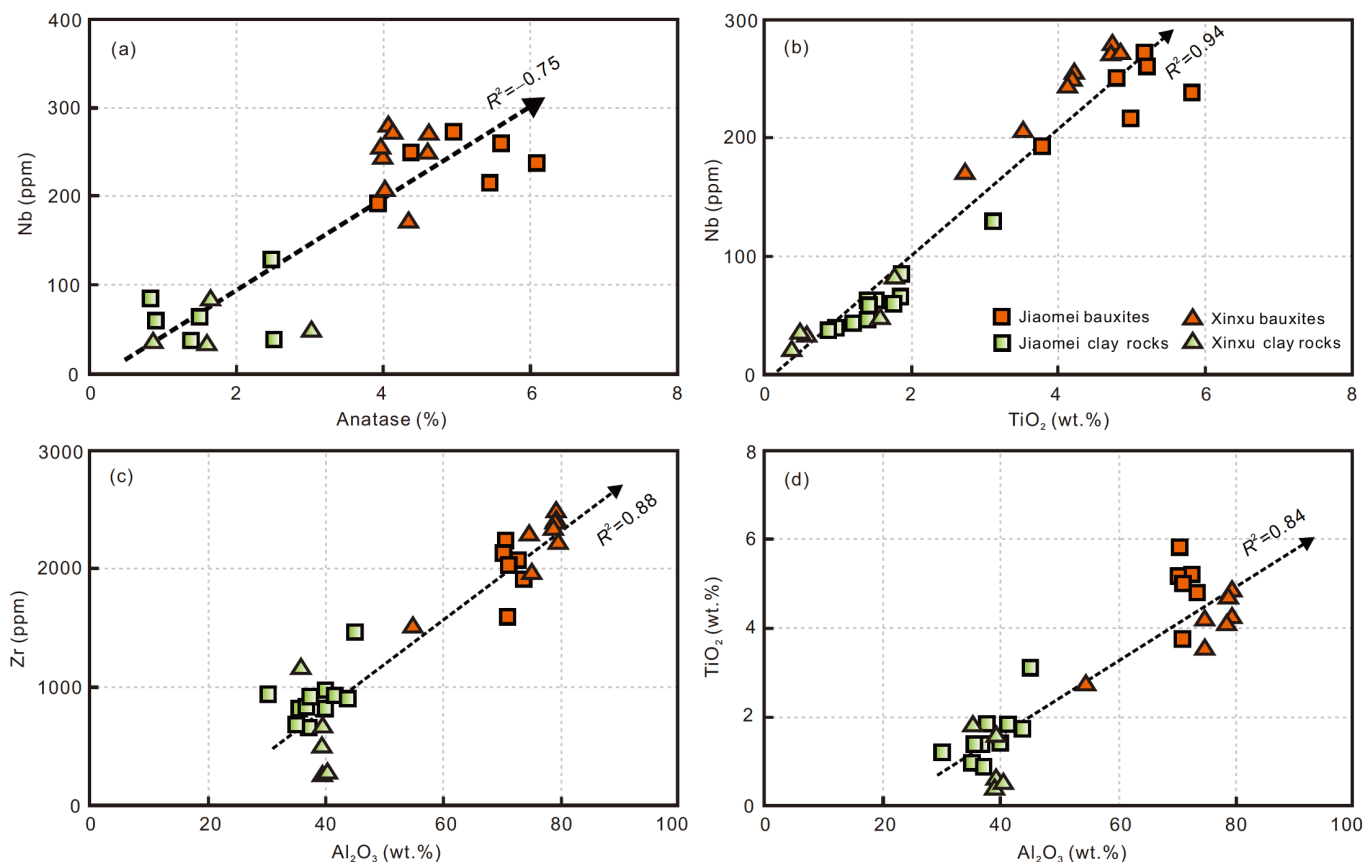 (a)
R²=–0.75
400
300
200
100
0
Nb (ppm)
0 2 4 6 8
Anatase (%)
(b)
R²=0.94
300
200
100
0
Nb (ppm)
Jiaomei bauxites
Xinxu bauxites
Jiaomei clay rocks
Xinxu clay rocks
0 2 4 6 8
TiO₂ (wt.%)
(c)
R²=0.88
3000
2000
1000
0
Zr (ppm)
0 20 40 60 80 100
Al₂O₃ (wt.%)
(d)
R²=0.84
8
6
4
2
0
TiO₂ (wt.%)
0 20 40 60 80 100
Al₂O₃ (wt.%)